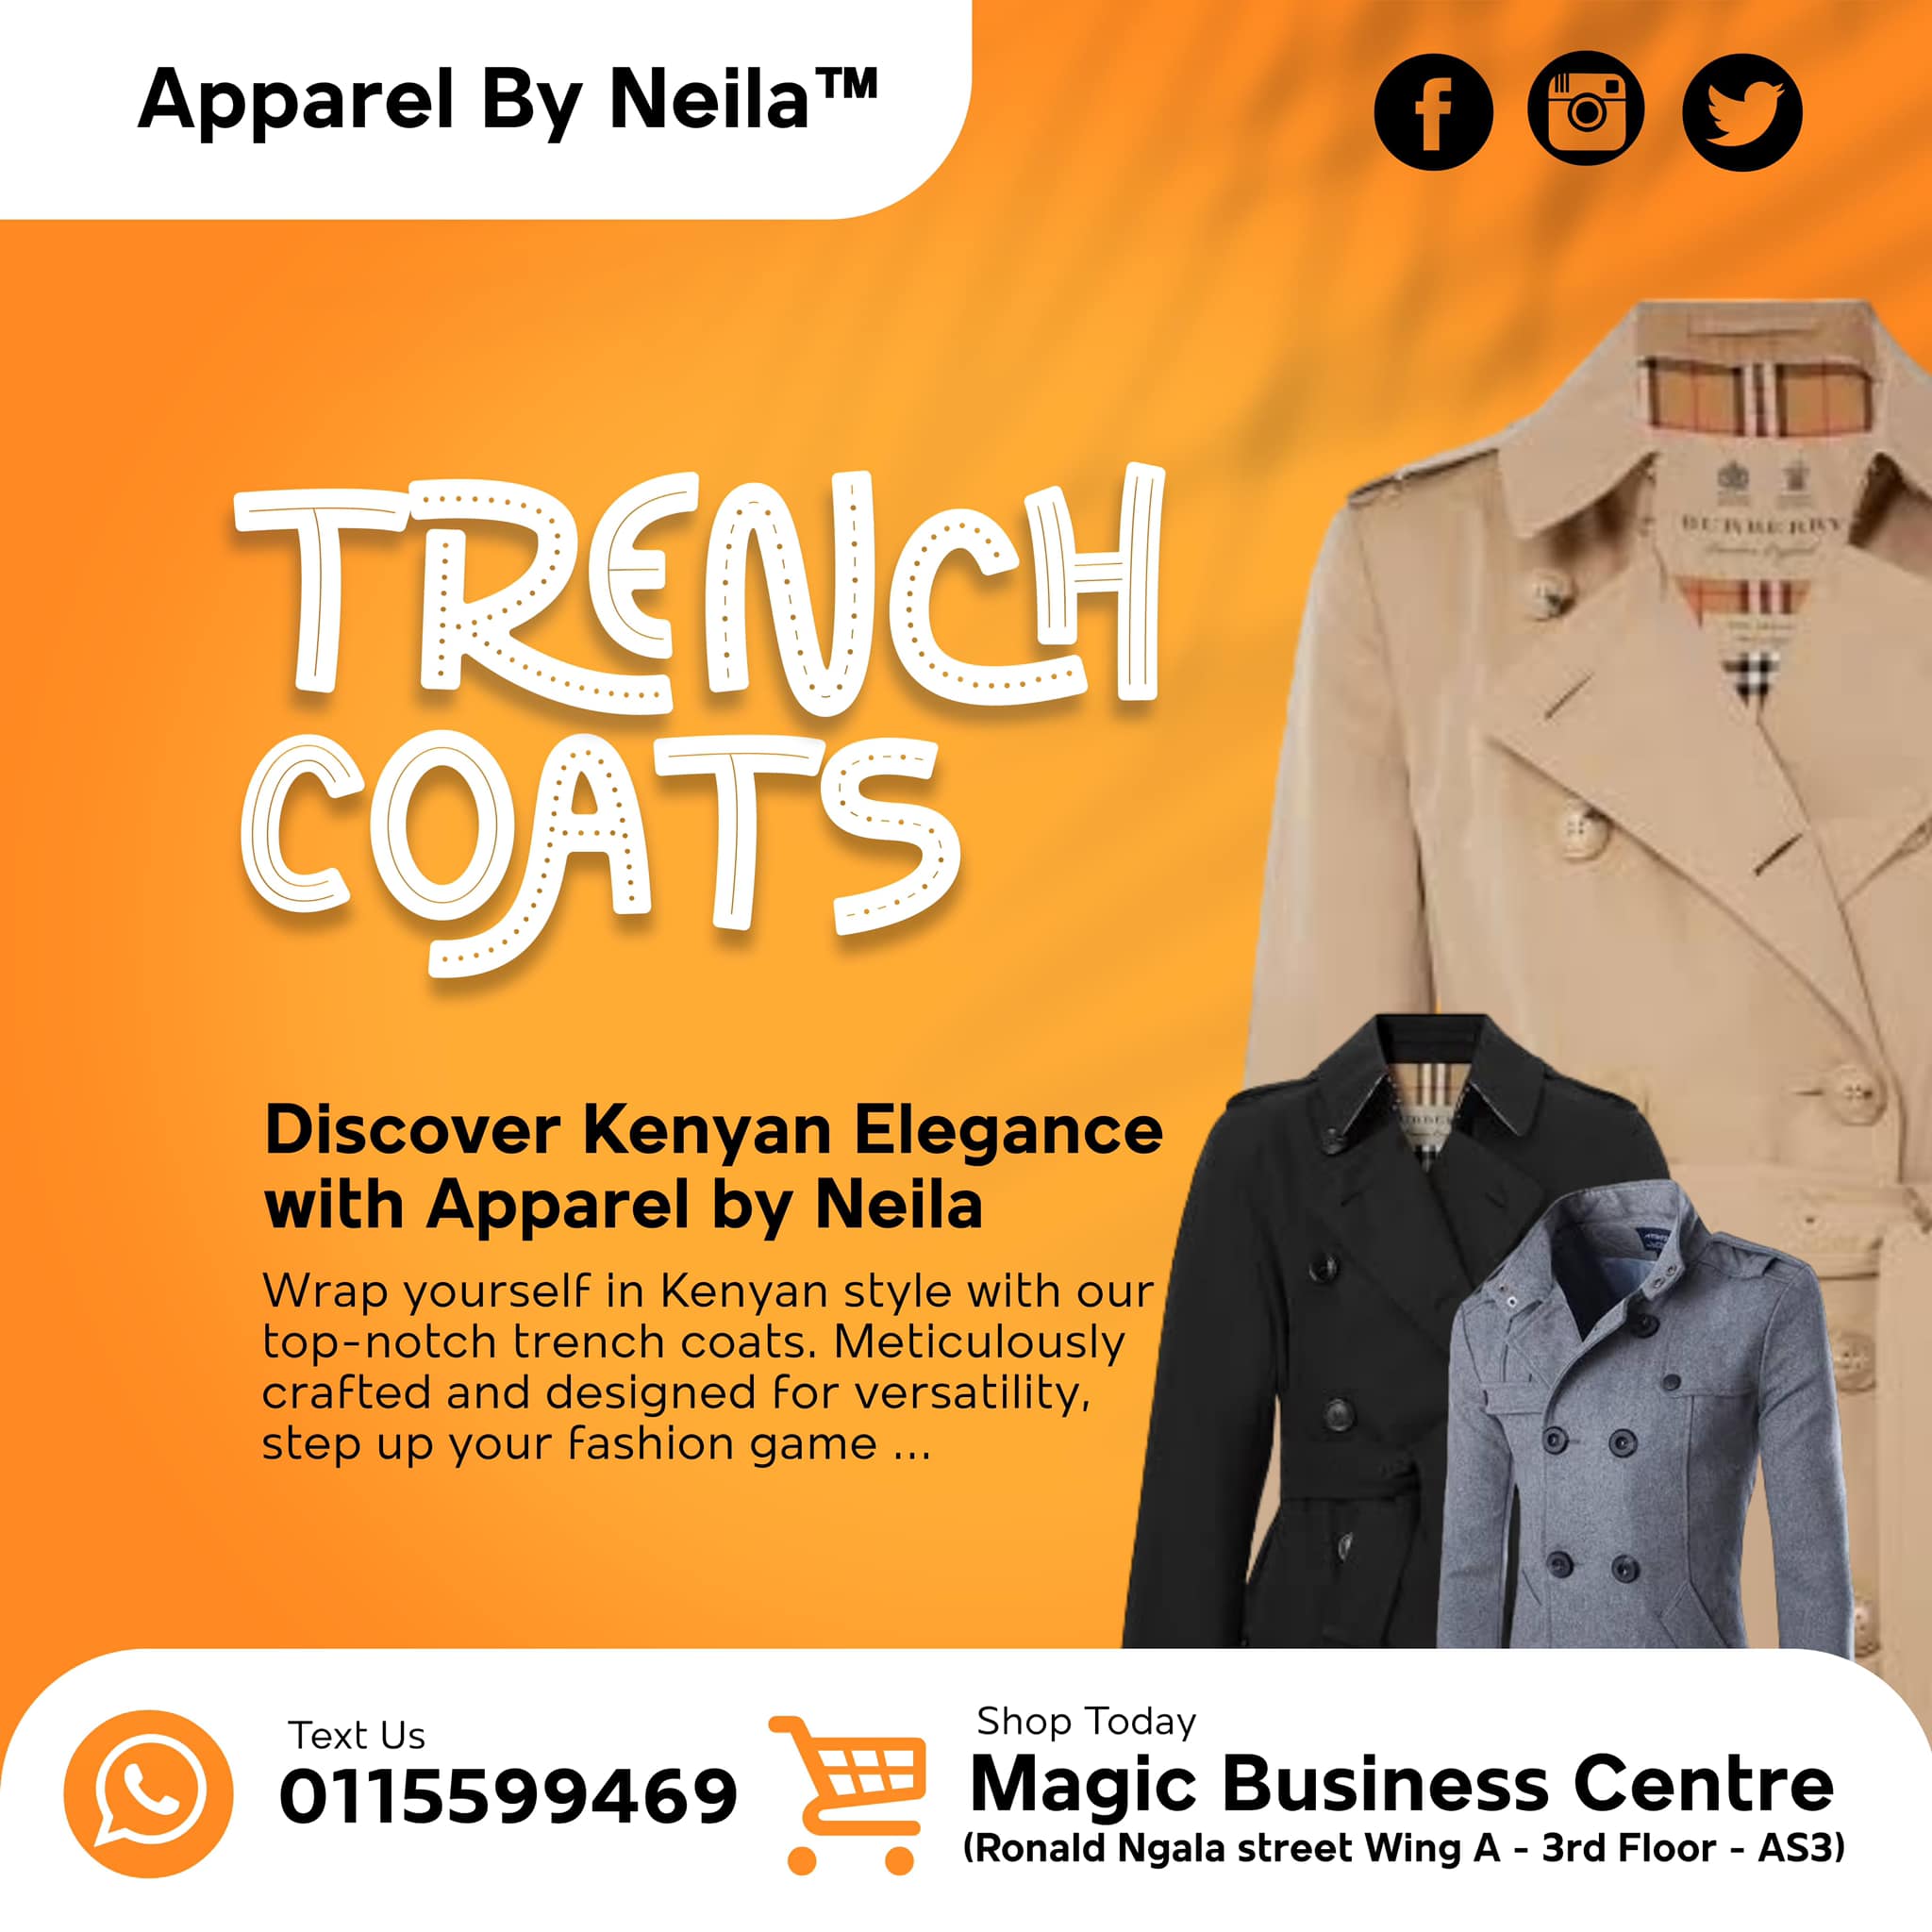 Apparel By Neila™
TRENCH
COATS
BURBERRY
Discover Kenyan Elegance
with Apparel by Neila
Wrap yourself in Kenyan style with our
top-notch trench coats. Meticulously
crafted and designed for versatility,
step up your fashion game ...
Text Us
0115599469
Shop Today
Magic Business Centre
(Ronald Ngala street Wing A - 3rd Floor - AS3)